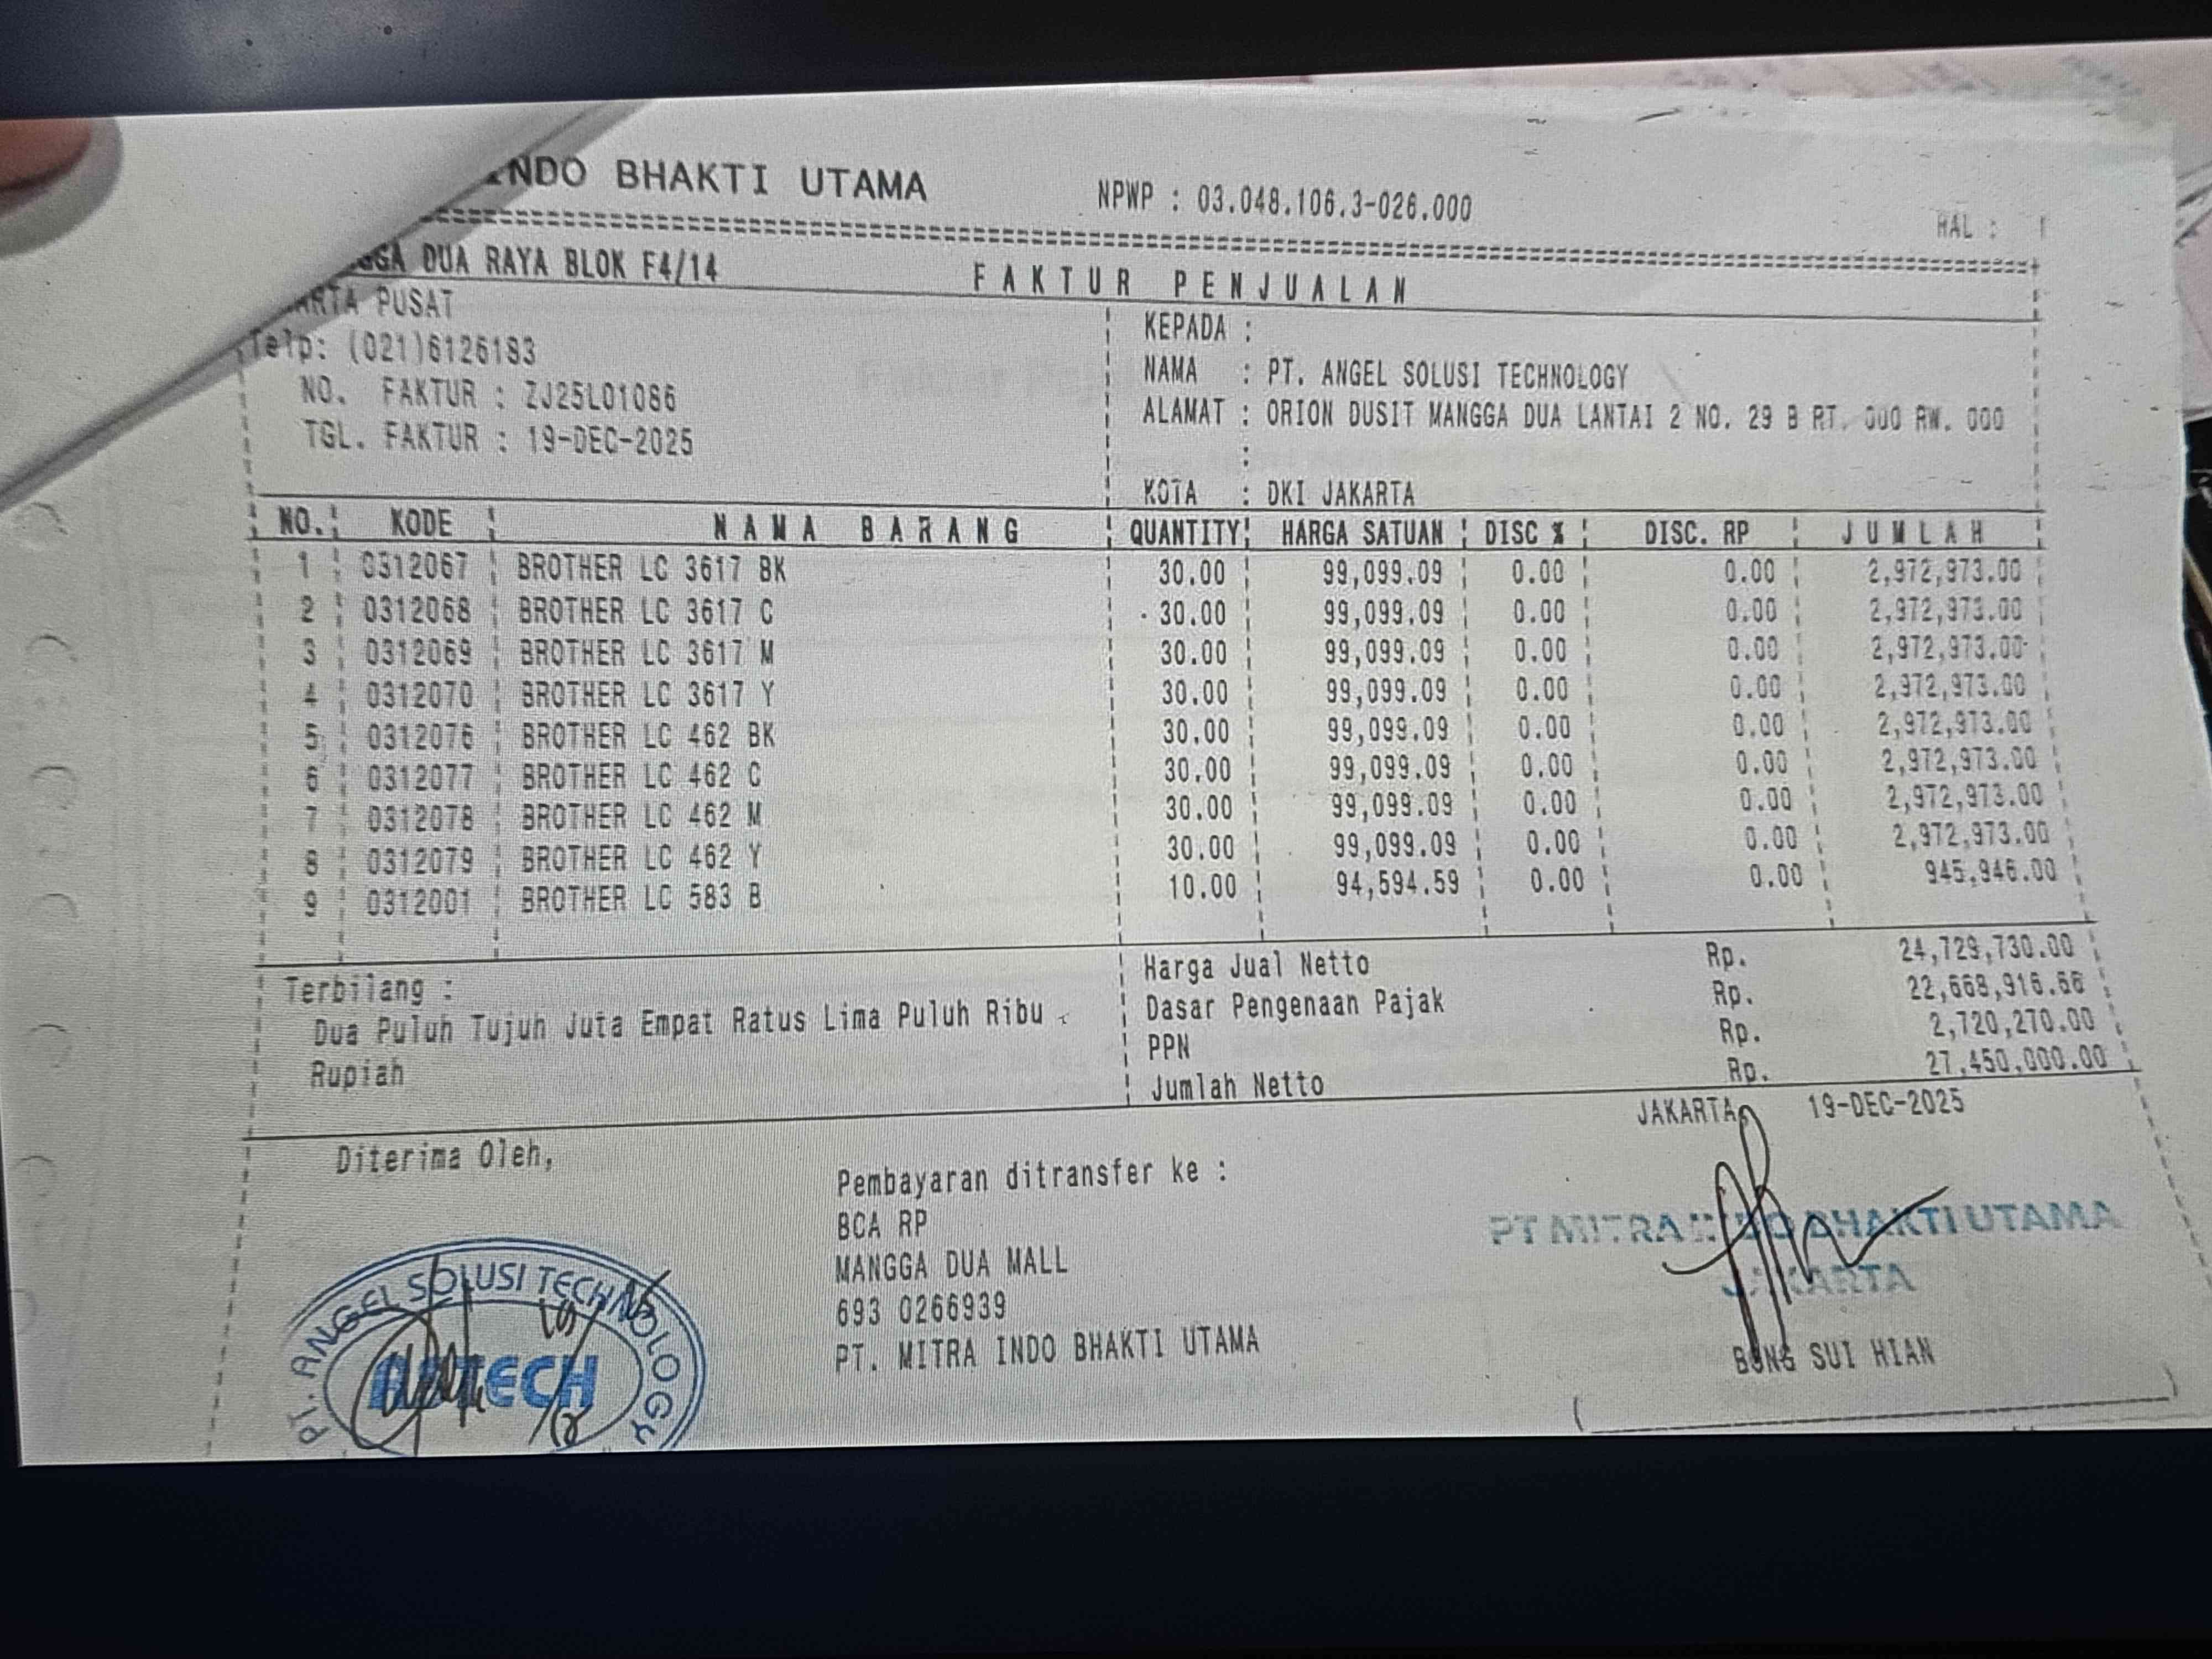 INDO BHAKTI UTAMA NPWP : 03.048.106.3-026.000
HAL : 1
GGA DUA RAYA BLOK F4/14
FAKTUR PENJUALAN
ARTA PUSAT
Telp: (021)6126183
NO. FAKTUR : ZJ25L01086
TGL. FAKTUR : 19-DEC-2025
KEPADA :
NAMA : PT. ANGEL SOLUSI TECHNOLOGY
ALAMAT : ORION DUSIT MANGGA DUA LANTAI 2 NO. 29 B RT. 000 RW. 000
:
KOTA : DKI JAKARTA
NO. KODE NAMA BARANG QUANTITY HARGA SATUAN DISC % DISC. RP JUMLAH
1 0312067 BROTHER LC 3617 BK 30.00 99,099.09 0.00 0.00 2,972,973.00
2 0312068 BROTHER LC 3617 C 30.00 99,099.09 0.00 0.00 2,972,973.00
3 0312069 BROTHER LC 3617 M 30.00 99,099.09 0.00 0.00 2,972,973.00
4 0312070 BROTHER LC 3617 Y 30.00 99,099.09 0.00 0.00 2,972,973.00
5 0312076 BROTHER LC 462 BK 30.00 99,099.09 0.00 0.00 2,972,973.00
6 0312077 BROTHER LC 462 C 30.00 99,099.09 0.00 0.00 2,972,973.00
7 0312078 BROTHER LC 462 M 30.00 99,099.09 0.00 0.00 2,972,973.00
8 0312079 BROTHER LC 462 Y 30.00 99,099.09 0.00 0.00 2,972,973.00
9 0312001 BROTHER LC 583 B 10.00 94,594.59 0.00 0.00 945,946.00
Terbilang :
Dua Puluh Tujuh Juta Empat Ratus Lima Puluh Ribu
Rupiah
Harga Jual Netto Rp. 24,729,730.00
Dasar Pengenaan Pajak Rp. 22,668,916.66
PPN Rp. 2,720,270.00
Jumlah Netto Rp. 27,450,000.00
JAKARTA, 19-DEC-2025
Diterima Oleh,
Pembayaran ditransfer ke :
BCA RP
MANGGA DUA MALL
693 0266939
PT. MITRA INDO BHAKTI UTAMA
PT. ANGEL SOLUSI TECHNOLOGY
ASTECH
PT MITRA INDO BHAKTI UTAMA
JAKARTA
BONG SUI HIAN